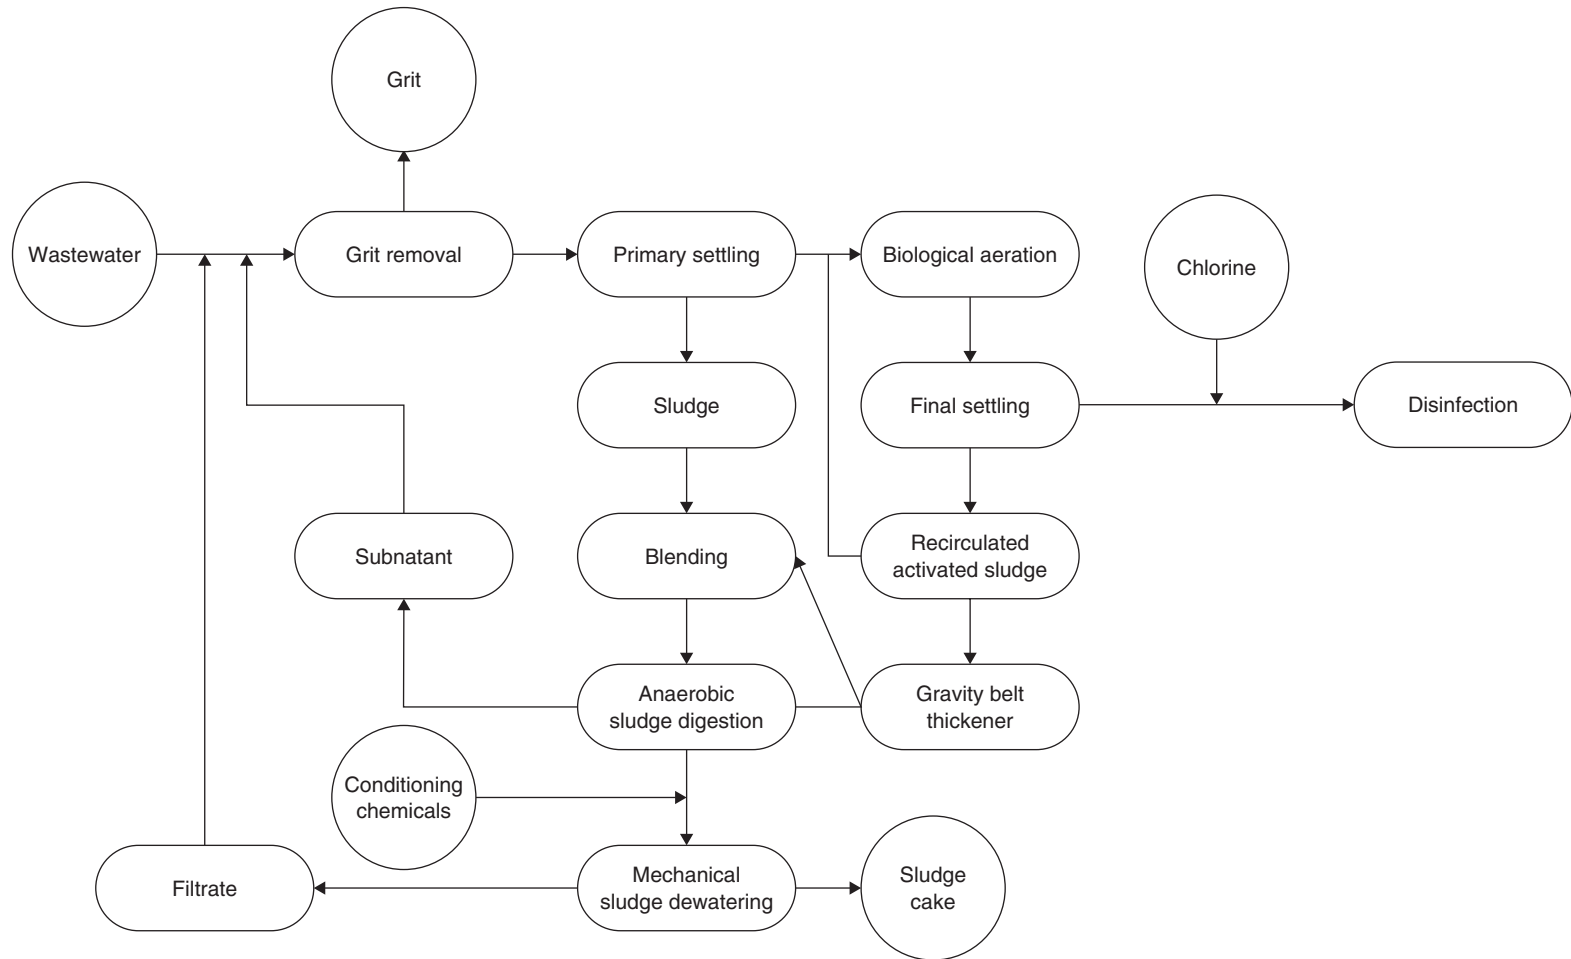 Grit
Wastewater
Grit removal
Primary settling
Biological aeration
Chlorine
Sludge
Final settling
Disinfection
Subnatant
Blending
Recirculated
activated sludge
Anaerobic
sludge digestion
Gravity belt
thickener
Conditioning
chemicals
Filtrate
Mechanical
sludge dewatering
Sludge
cake